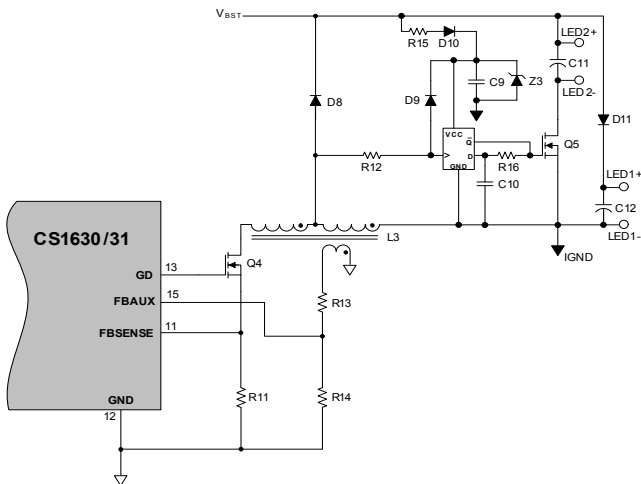 VBST
LED2+
R15
D10
C11
C9
Z3
LED2-
D8
D9
D11
VCC
Q
D
GND
R12
R16
Q5
C10
LED1+
C12
LED1-
IGND
L3
CS1630/31
GD
13
Q4
FBAUX
15
R13
FBSENSE
11
R11
R14
GND
12